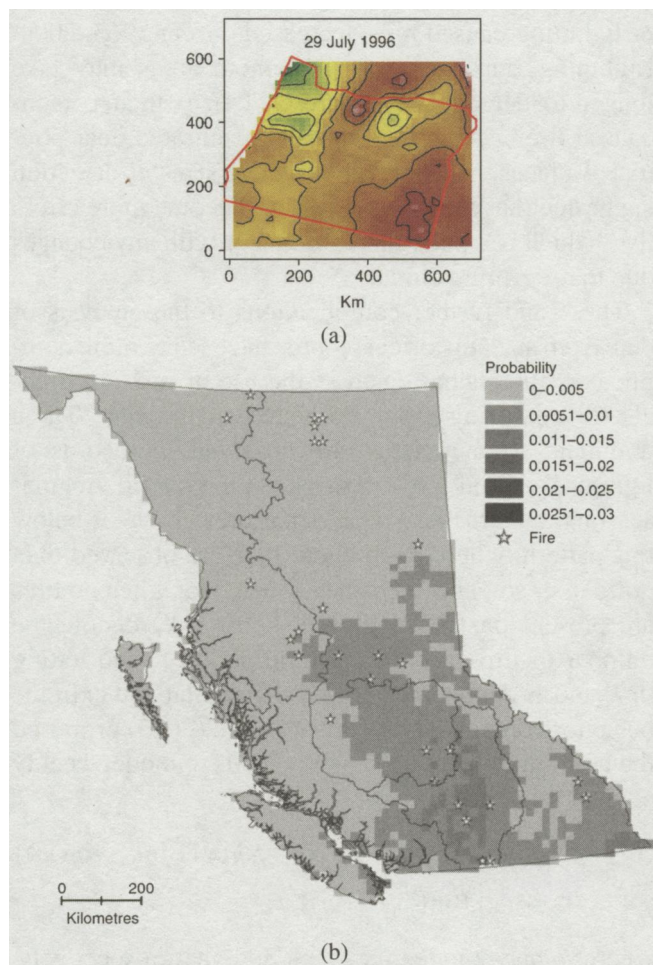 29 July 1996
600
400
200
0
0 200 400 600
Km
(a)
Probability
0–0.005
0.0051–0.01
0.011–0.015
0.0151–0.02
0.021–0.025
0.0251–0.03
Fire
0 200
Kilometres
(b)